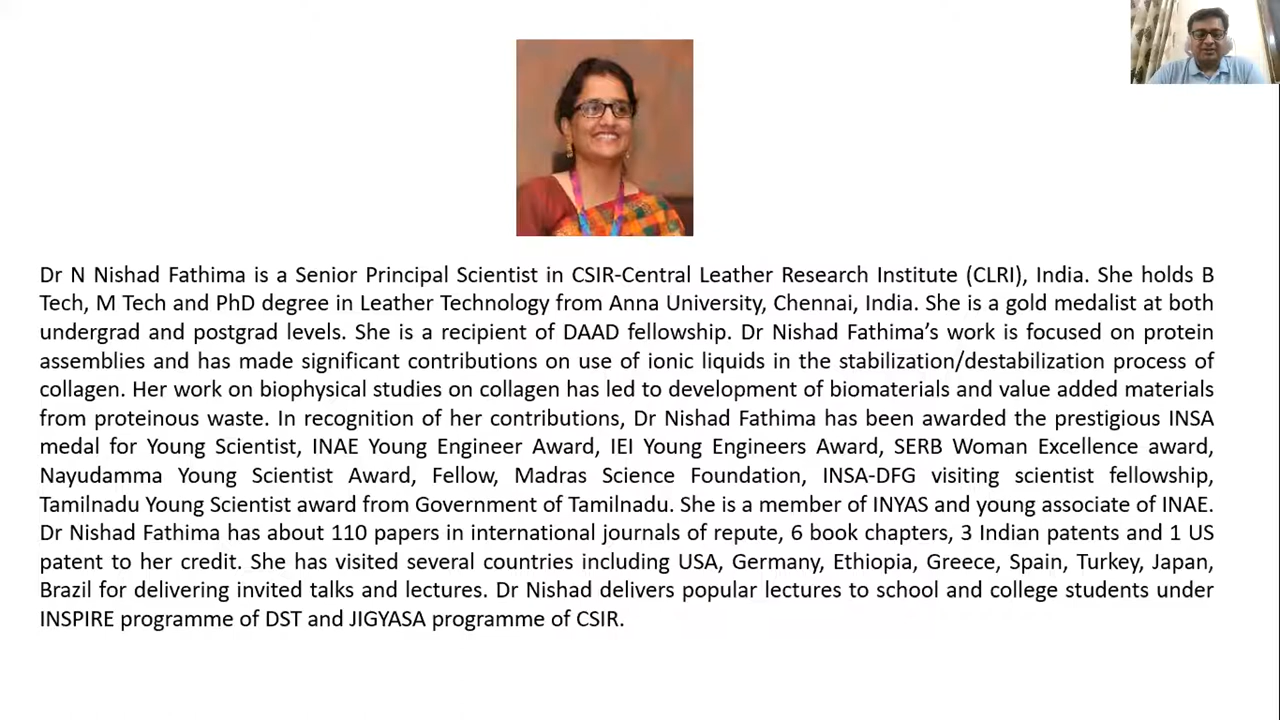 Dr N Nishad Fathima is a Senior Principal Scientist in CSIR-Central Leather Research Institute (CLRI), India. She holds B
Tech, M Tech and PhD degree in Leather Technology from Anna University, Chennai, India. She is a gold medalist at both
undergrad and postgrad levels. She is a recipient of DAAD fellowship. Dr Nishad Fathima’s work is focused on protein
assemblies and has made significant contributions on use of ionic liquids in the stabilization/destabilization process of
collagen. Her work on biophysical studies on collagen has led to development of biomaterials and value added materials
from proteinous waste. In recognition of her contributions, Dr Nishad Fathima has been awarded the prestigious INSA
medal for Young Scientist, INAE Young Engineer Award, IEI Young Engineers Award, SERB Woman Excellence award,
Nayudamma Young Scientist Award, Fellow, Madras Science Foundation, INSA-DFG visiting scientist fellowship,
Tamilnadu Young Scientist award from Government of Tamilnadu. She is a member of INYAS and young associate of INAE.
Dr Nishad Fathima has about 110 papers in international journals of repute, 6 book chapters, 3 Indian patents and 1 US
patent to her credit. She has visited several countries including USA, Germany, Ethiopia, Greece, Spain, Turkey, Japan,
Brazil for delivering invited talks and lectures. Dr Nishad delivers popular lectures to school and college students under
INSPIRE programme of DST and JIGYASA programme of CSIR.